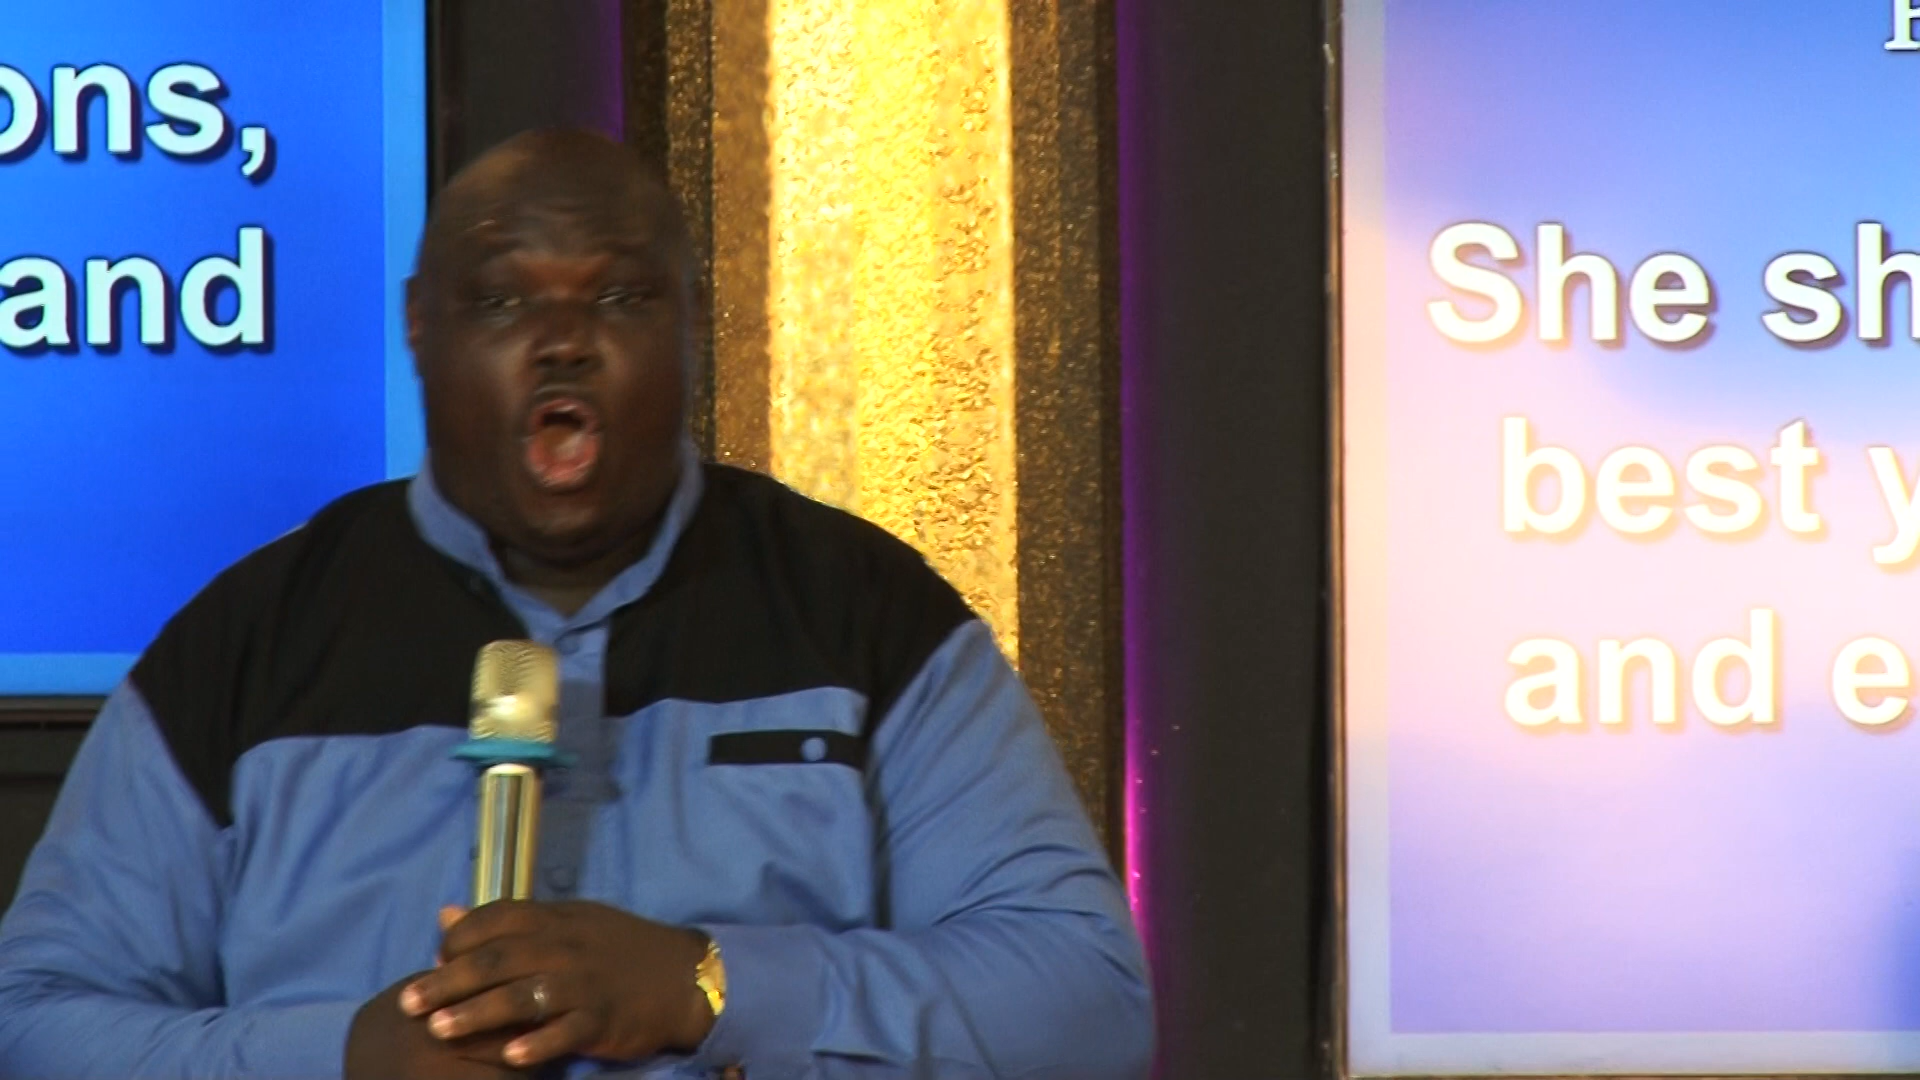 ons,
and
She sh
best y
and e